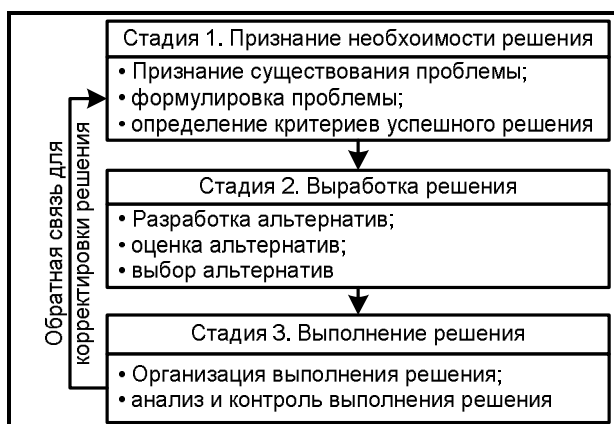 Стадия 1. Признание необхоимости решения
• Признание существования проблемы;
• формулировка проблемы;
• определение критериев успешного решения
Стадия 2. Выработка решения
• Разработка альтернатив;
• оценка альтернатив;
• выбор альтернатив
Стадия 3. Выполнение решения
• Организация выполнения решения;
• анализ и контроль выполнения решения
Обратная связь для
корректировки решения